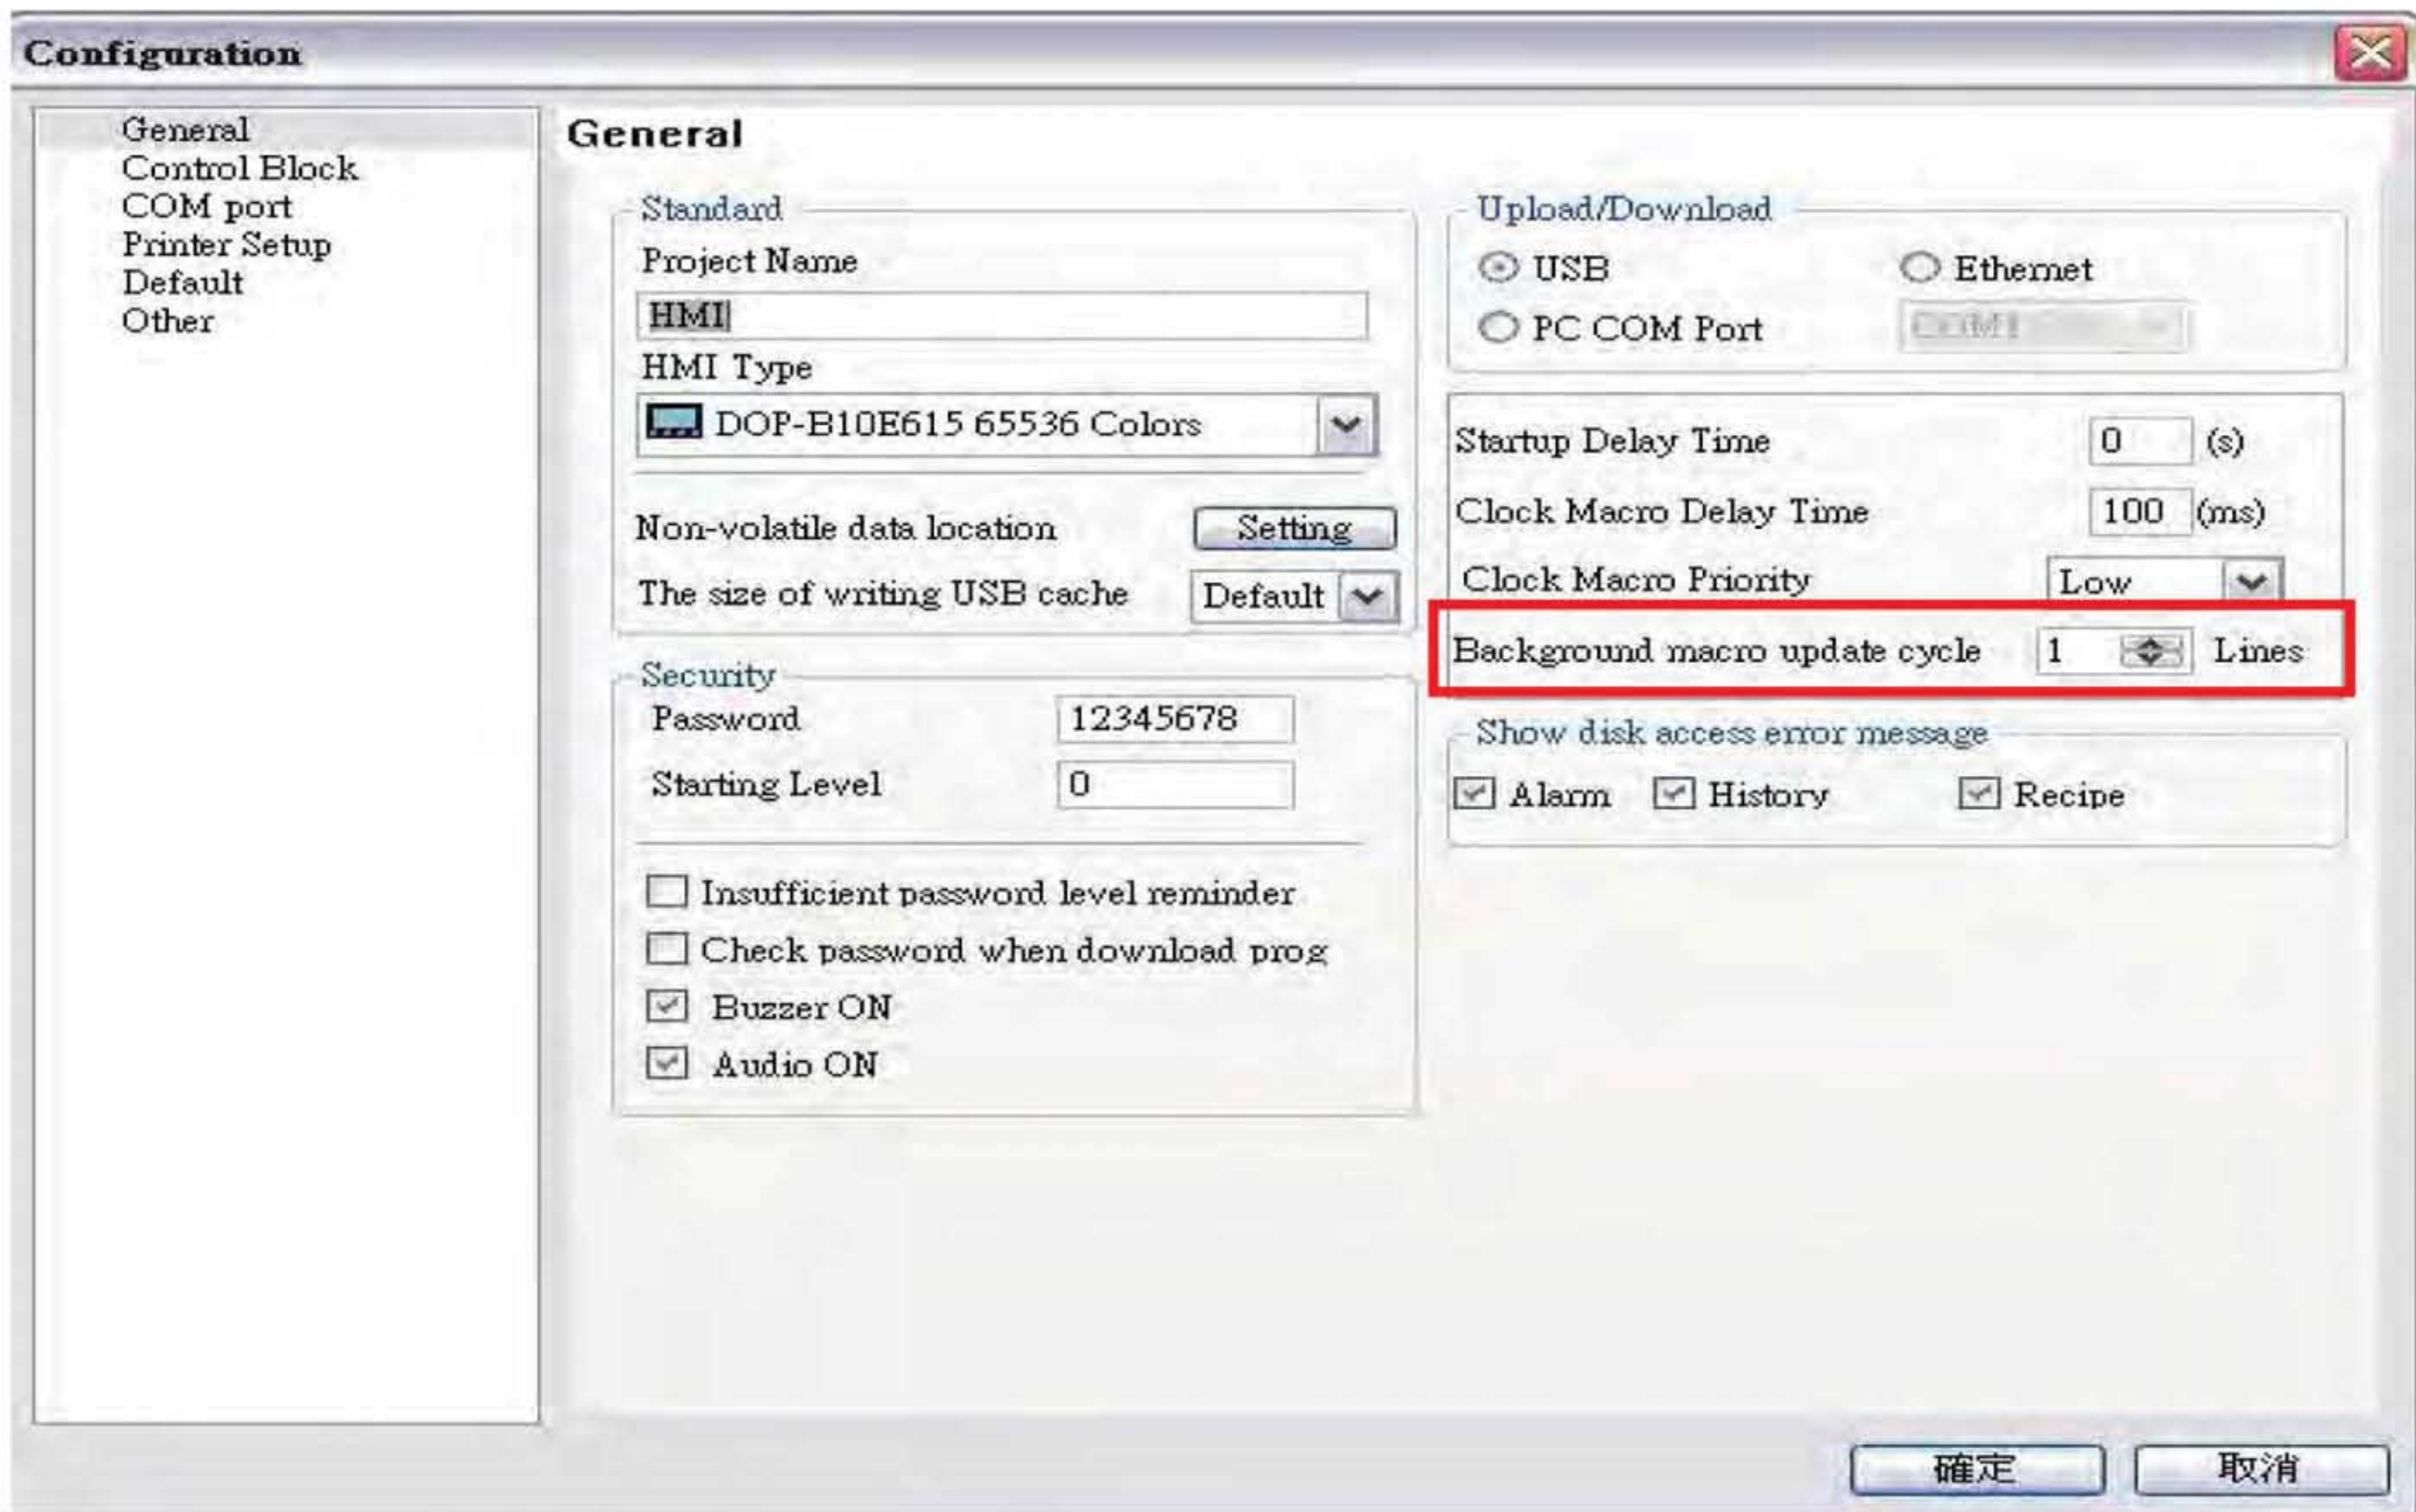 Configuration
General
Control Block
COM port
Printer Setup
Default
Other
General
Standard
Project Name
HMI
HMI Type
DOP-B10E615 65536 Colors
Non-volatile data location Setting
The size of writing USB cache Default
Security
Password 12345678
Starting Level 0
Insufficient password level reminder
Check password when download prog
Buzzer ON
Audio ON
Upload/Download
USB Ethernet
PC COM Port COM1
Startup Delay Time 0 (s)
Clock Macro Delay Time 100 (ms)
Clock Macro Priority Low
Background macro update cycle 1 Lines
Show disk access error message
Alarm History Recipe
確定 取消